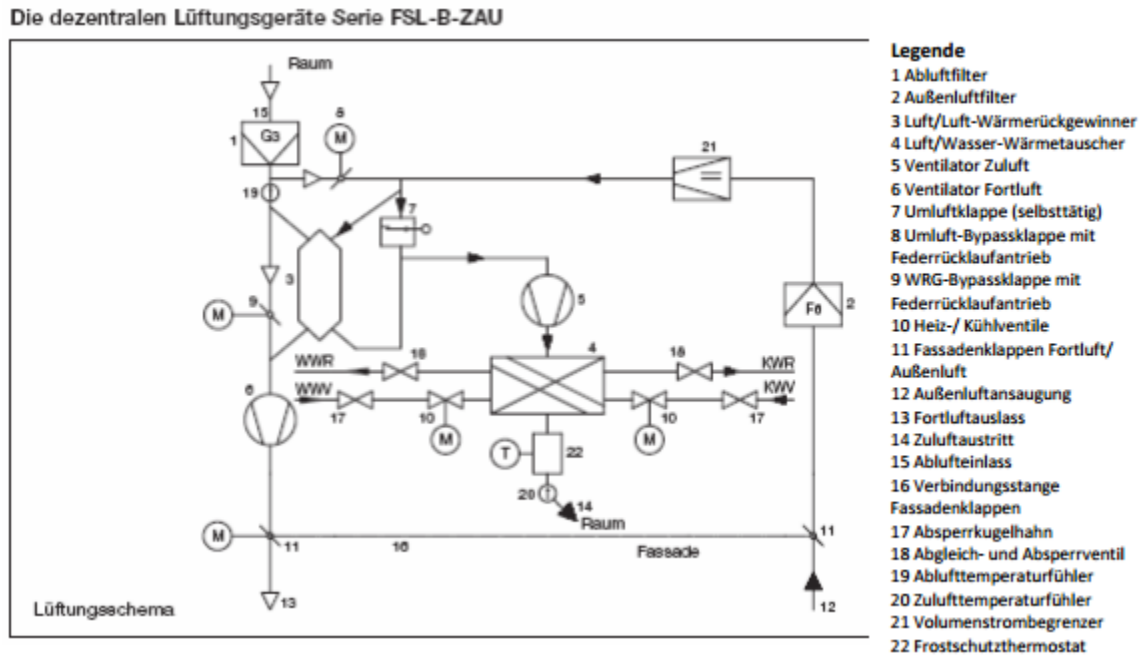 Die dezentralen Lüftungsgeräte Serie FSL-B-ZAU
Raum
15
8
1
G3
M
21
19
7
3
M
9
5
F6
2
WWR
18
4
18
KWR
WWV
KWV
6
17
10
10
17
M
M
T
22
20
14
Raum
M
11
16
Fassade
11
13
12
Lüftungsschema
Legende
1 Abluftfilter
2 Außenluftfilter
3 Luft/Luft-Wärmerückgewinner
4 Luft/Wasser-Wärmetauscher
5 Ventilator Zuluft
6 Ventilator Fortluft
7 Umluftklappe (selbsttätig)
8 Umluft-Bypassklappe mit
Federrücklaufantrieb
9 WRG-Bypassklappe mit
Federrücklaufantrieb
10 Heiz-/ Kühlventile
11 Fassadenklappen Fortluft/
Außenluft
12 Außenluftansaugung
13 Fortluftauslass
14 Zuluftaustritt
15 Ablufteinlass
16 Verbindungsstange
Fassadenklappen
17 Absperrkugelhahn
18 Abgleich- und Absperrventil
19 Ablufttemperaturfühler
20 Zulufttemperaturfühler
21 Volumenstrombegrenzer
22 Frostschutzthermostat